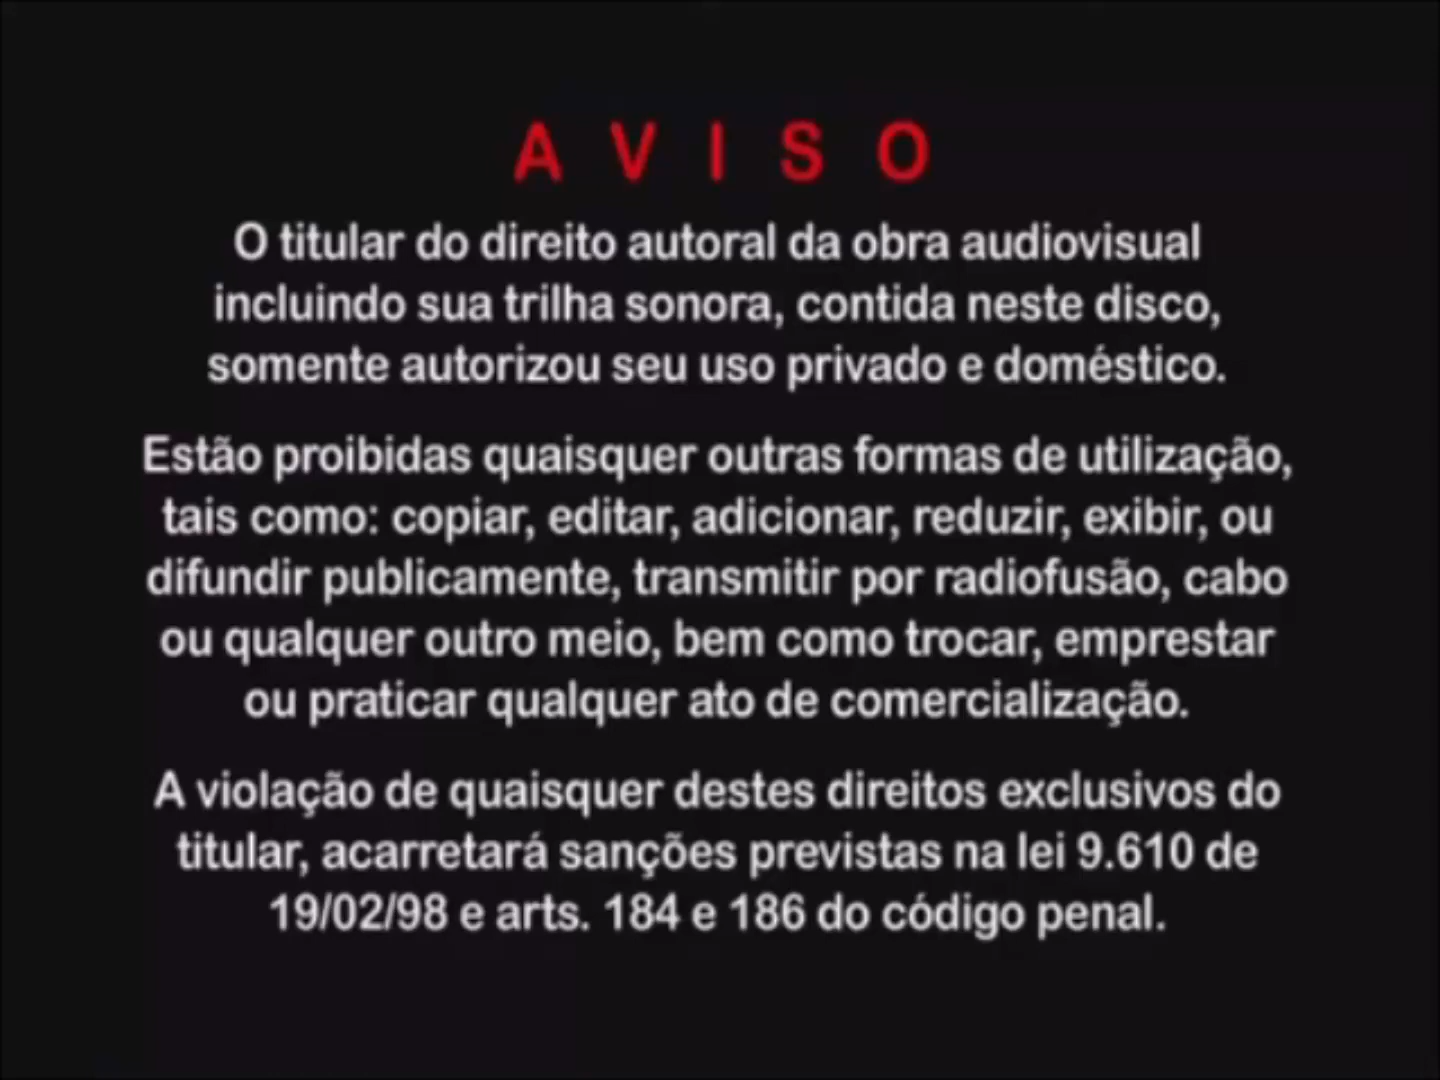 A V I S O
O titular do direito autoral da obra audiovisual
incluindo sua trilha sonora, contida neste disco,
somente autorizou seu uso privado e doméstico.
Estão proibidas quaisquer outras formas de utilização,
tais como: copiar, editar, adicionar, reduzir, exibir, ou
difundir publicamente, transmitir por radiofusão, cabo
ou qualquer outro meio, bem como trocar, emprestar
ou praticar qualquer ato de comercialização.
A violação de quaisquer destes direitos exclusivos do
titular, acarretará sanções previstas na lei 9.610 de
19/02/98 e arts. 184 e 186 do código penal.